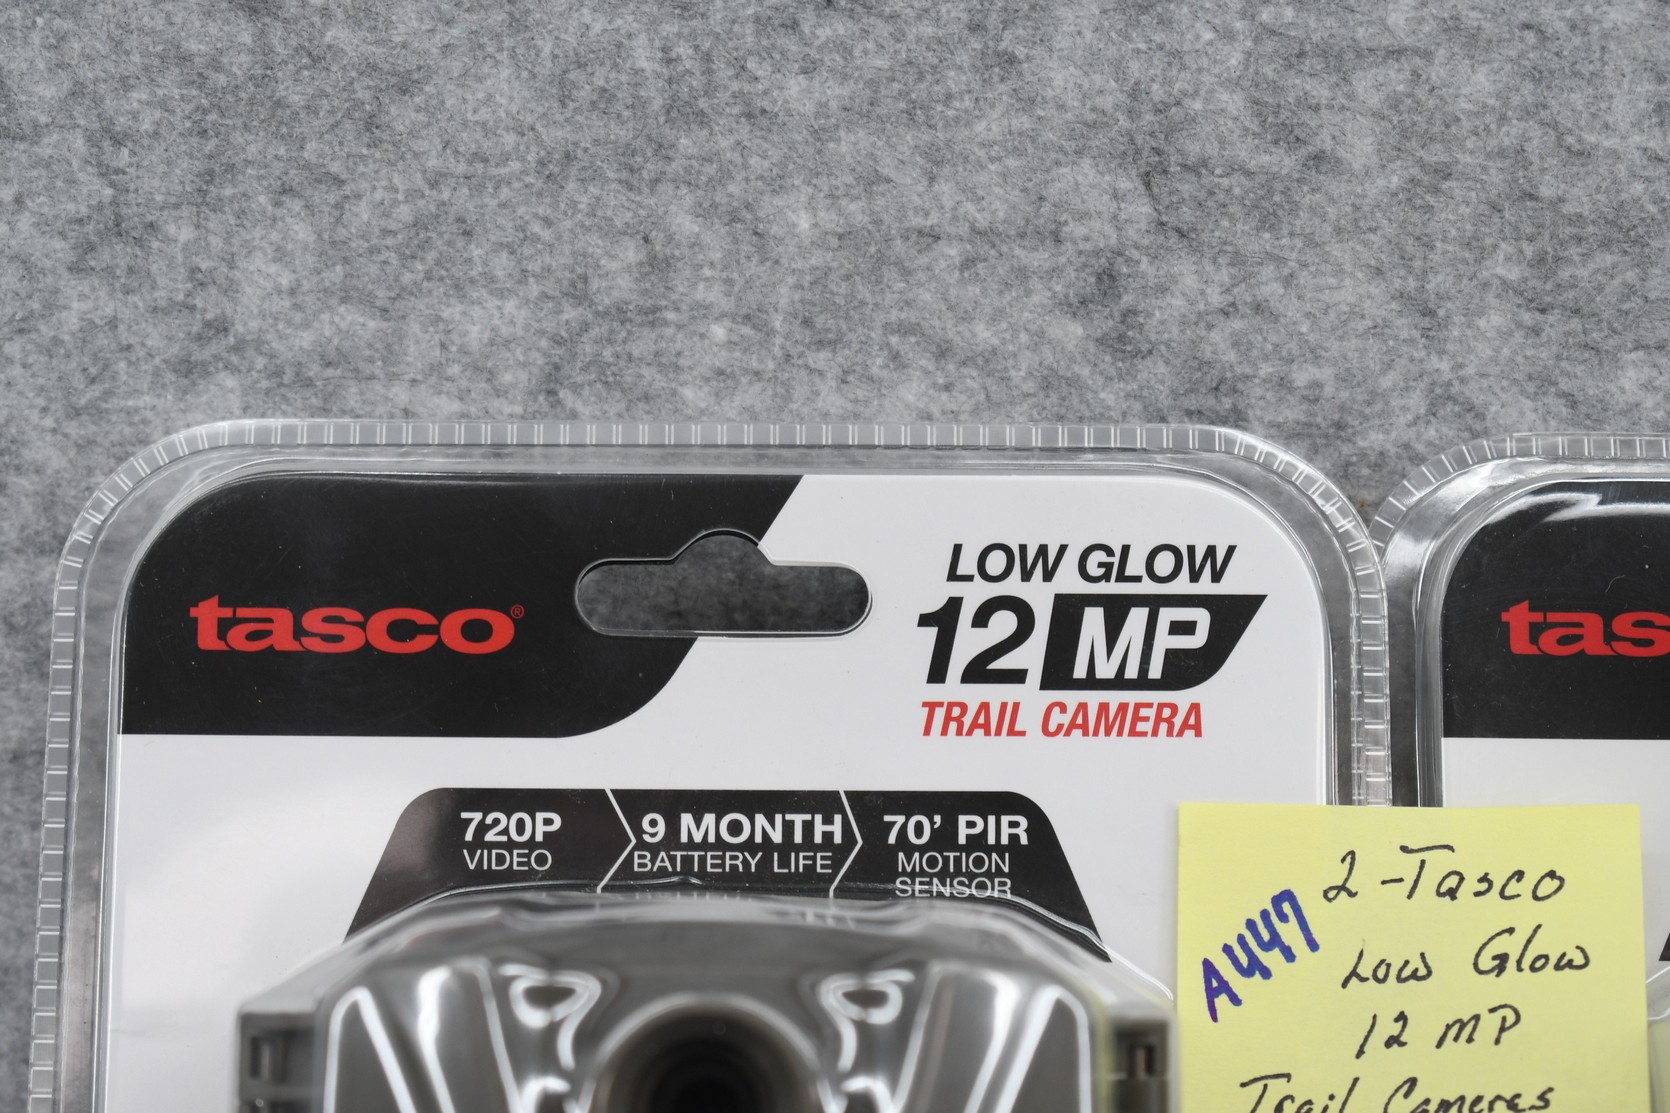 tasco®
LOW GLOW
12 MP
TRAIL CAMERA
720P
VIDEO
9 MONTH
BATTERY LIFE
70' PIR
MOTION
SENSOR
A447
2-Tasco
Low Glow
12 MP
Trail Cameras
tas